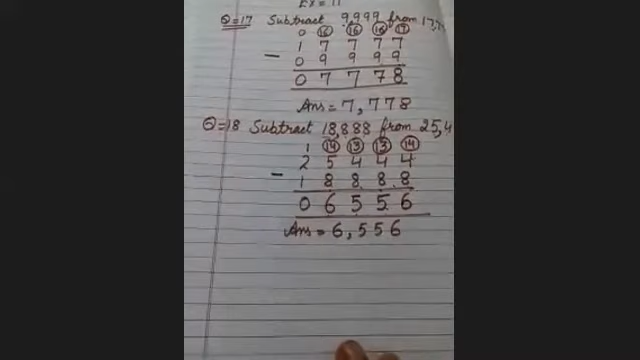 Ex = 11
Q=17 Subtract 9,999 from 17,7
0 16 16 16 17
1 7 7 7 7
- 0 9 9 9 9
0 7 7 7 8
Ans = 7,778
Q=18 Subtract 18,888 from 25,4
1 14 13 13 14
2 5 4 4 4
- 1 8 8 8 8
0 6 5 5 6
Ans = 6,556